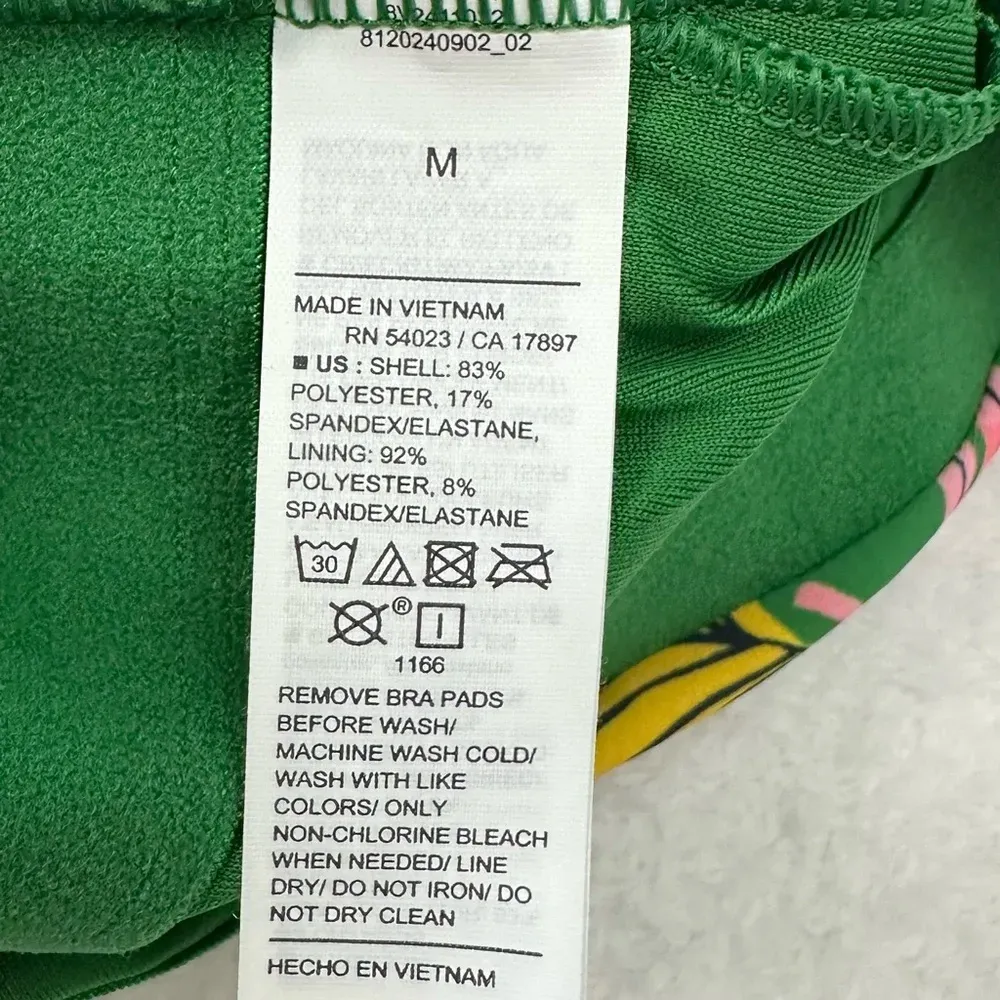 8120240902_02
M
MADE IN VIETNAM
RN 54023 / CA 17897
US : SHELL: 83%
POLYESTER, 17%
SPANDEX/ELASTANE,
LINING: 92%
POLYESTER, 8%
SPANDEX/ELASTANE
30
®
1166
REMOVE BRA PADS
BEFORE WASH/
MACHINE WASH COLD/
WASH WITH LIKE
COLORS/ ONLY
NON-CHLORINE BLEACH
WHEN NEEDED/ LINE
DRY/ DO NOT IRON/ DO
NOT DRY CLEAN
HECHO EN VIETNAM